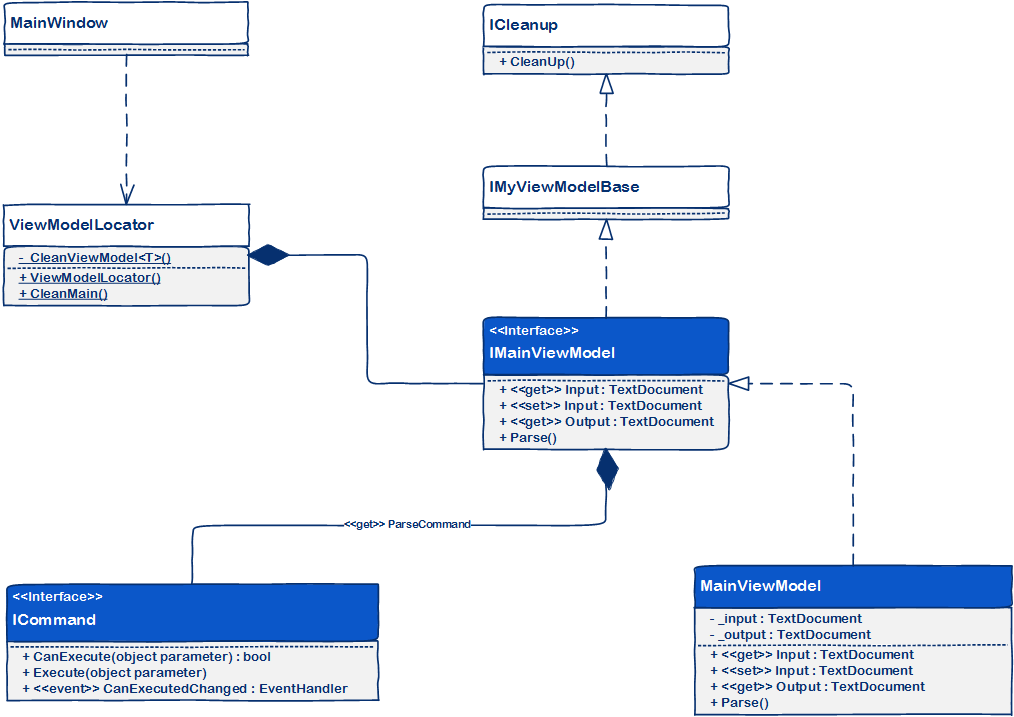 MainWindow
ICleanup
+ CleanUp()
IMyViewModelBase
ViewModelLocator
- CleanViewModel<T>()
+ ViewModelLocator()
+ CleanMain()
<<Interface>>
IMainViewModel
+ <<get>> Input : TextDocument
+ <<set>> Input : TextDocument
+ <<get>> Output : TextDocument
+ Parse()
<<get>> ParseCommand
<<Interface>>
ICommand
+ CanExecute(object parameter) : bool
+ Execute(object parameter)
+ <<event>> CanExecutedChanged : EventHandler
MainViewModel
- _input : TextDocument
- _output : TextDocument
+ <<get>> Input : TextDocument
+ <<set>> Input : TextDocument
+ <<get>> Output : TextDocument
+ Parse()